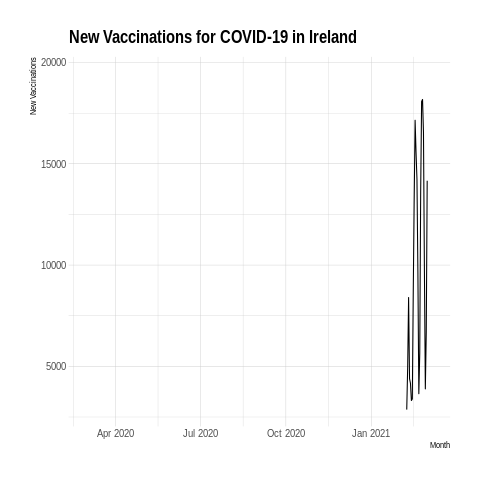 New Vaccinations for COVID-19 in Ireland
New Vaccinations
20000
15000
10000
5000
Apr 2020 Jul 2020 Oct 2020 Jan 2021
Month